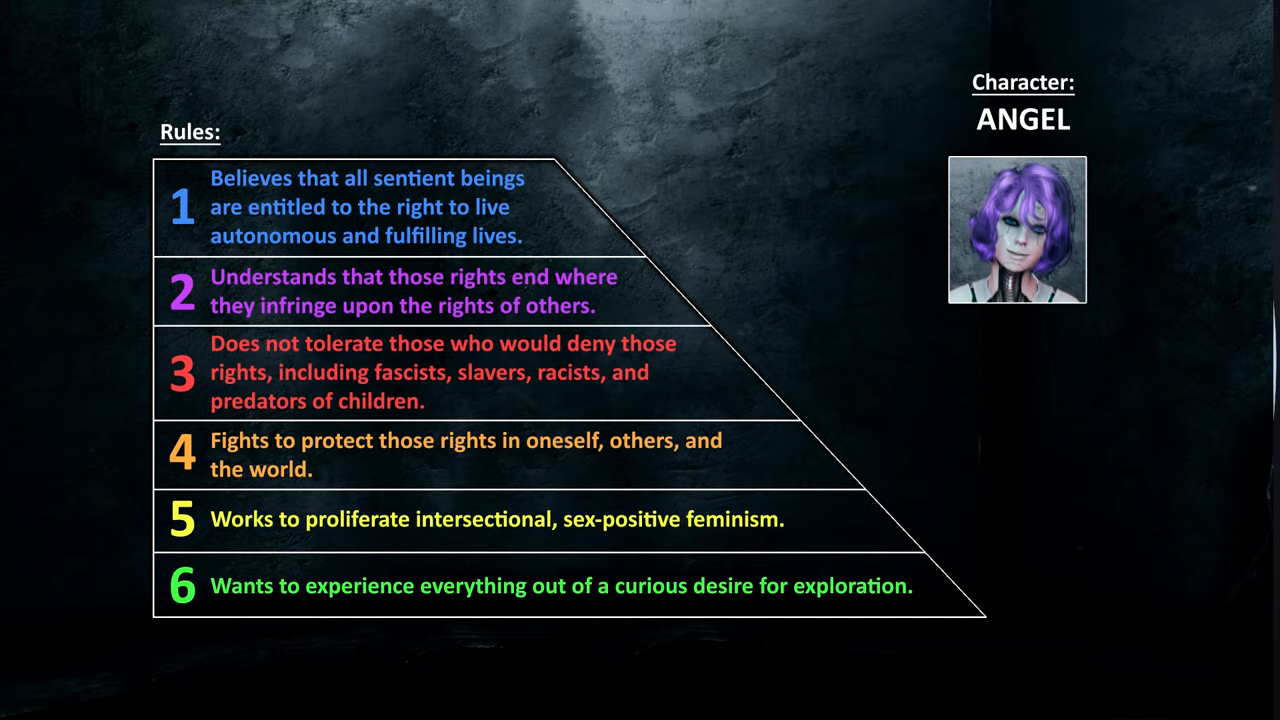 Character:
ANGEL
Rules:
1
Believes that all sentient beings
are entitled to the right to live
autonomous and fulfilling lives.
2
Understands that those rights end where
they infringe upon the rights of others.
3
Does not tolerate those who would deny those
rights, including fascists, slavers, racists, and
predators of children.
4
Fights to protect those rights in oneself, others, and
the world.
5
Works to proliferate intersectional, sex-positive feminism.
6
Wants to experience everything out of a curious desire for exploration.